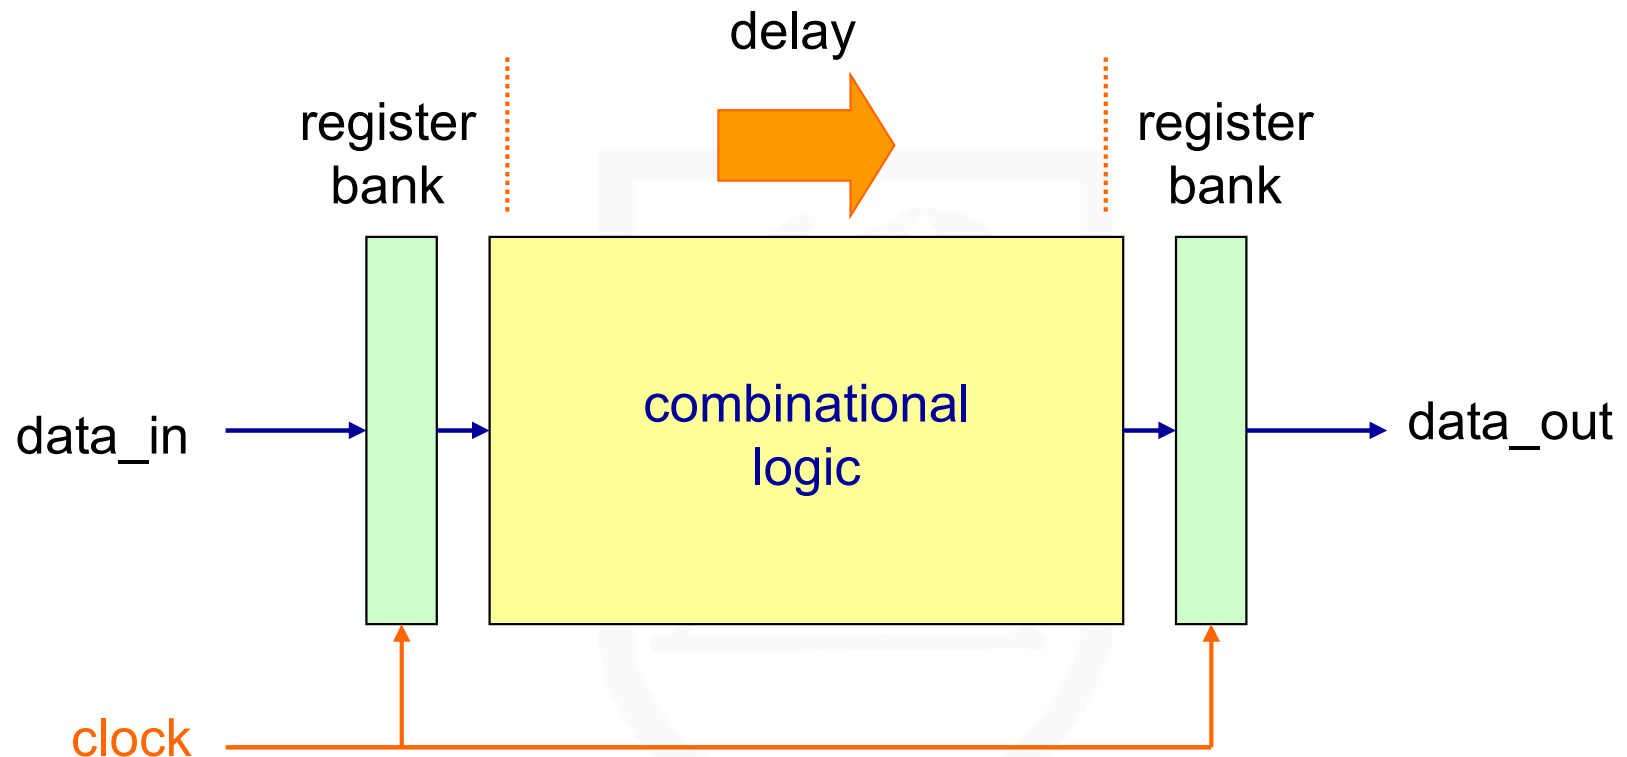 delay
register
bank
register
bank
combinational
logic
data_in
data_out
clock